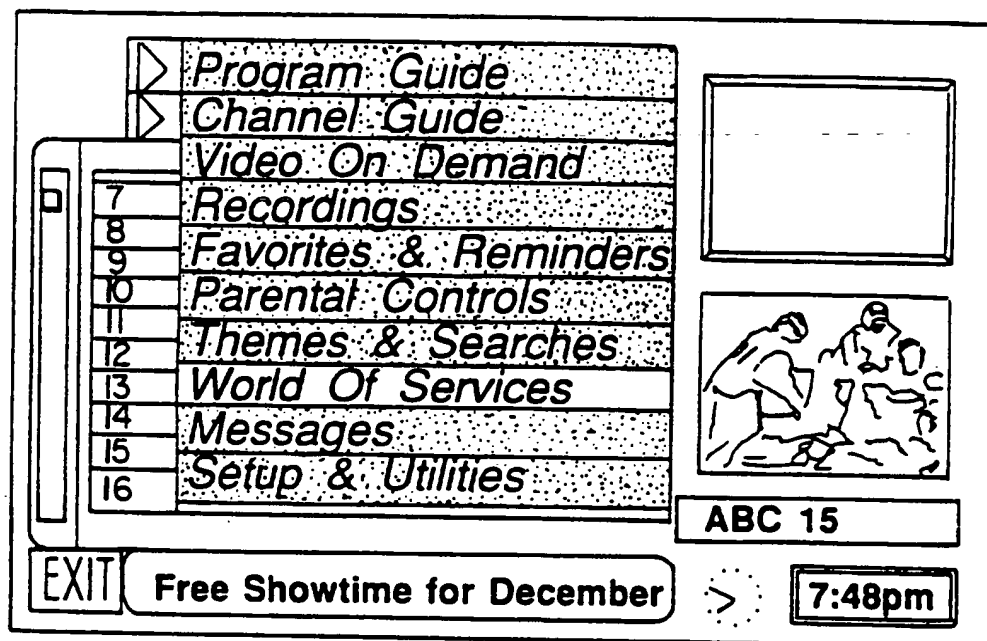 Program Guide
Channel Guide
Video On Demand
7 Recordings
8
9 Favorites & Reminders
10 Parental Controls
11
12 Themes & Searches
13 World Of Services
14 Messages
15
16 Setup & Utilities
ABC 15
EXIT Free Showtime for December 7:48pm